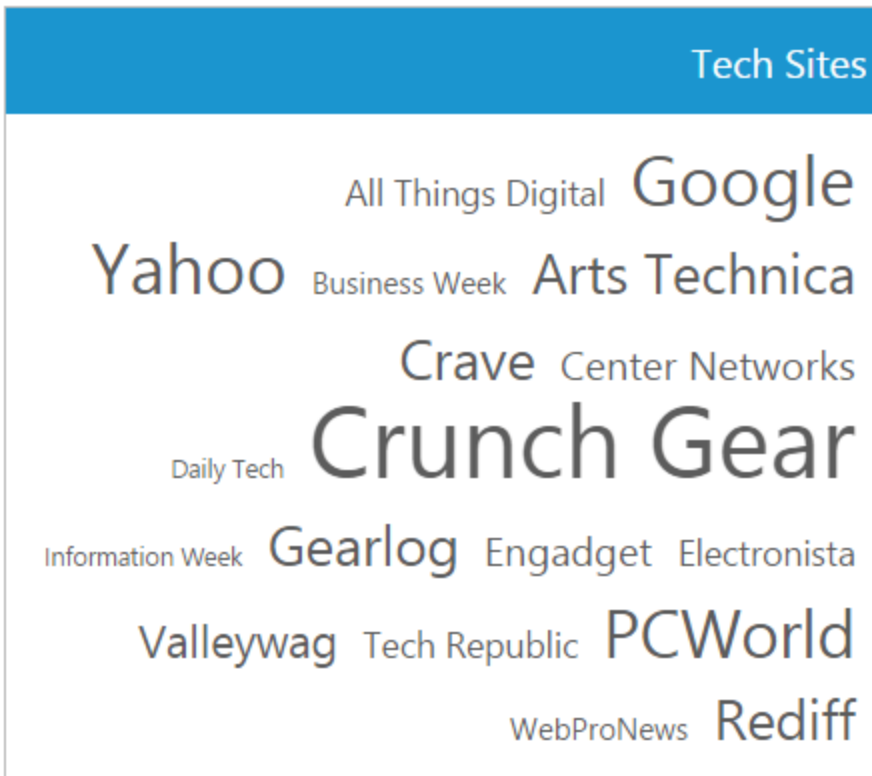 Tech Sites
All Things Digital Google
Yahoo Business Week Arts Technica
Crave Center Networks
Daily Tech Crunch Gear
Information Week Gearlog Engadget Electronista
Valleywag Tech Republic PCWorld
WebProNews Rediff